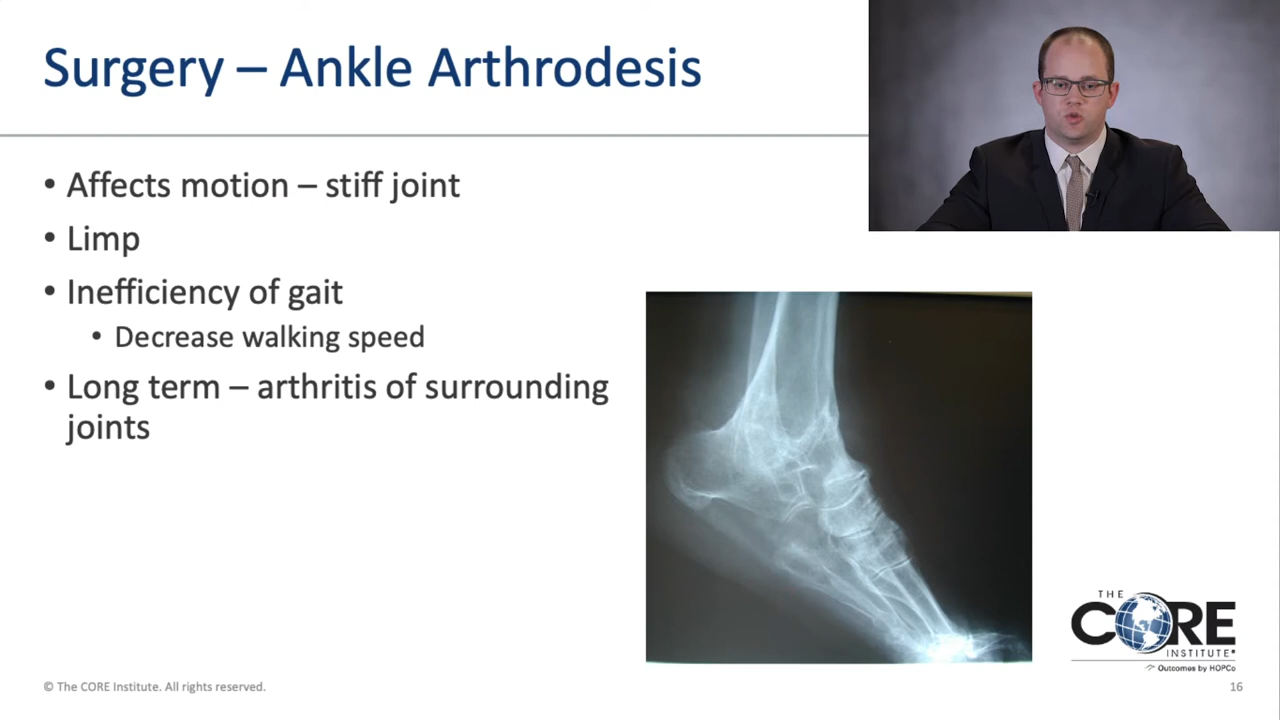 Surgery – Ankle Arthrodesis
• Affects motion – stiff joint
• Limp
• Inefficiency of gait
• Decrease walking speed
• Long term – arthritis of surrounding
joints
THE
CORE
INSTITUTE®
Outcomes by HOPCo
© The CORE Institute. All rights reserved.
16